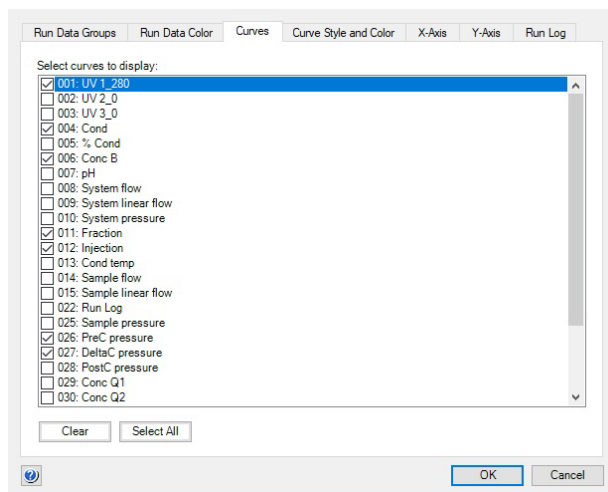 Run Data Groups Run Data Color Curves Curve Style and Color X-Axis Y-Axis Run Log
Select curves to display:
001: UV 1_280
002: UV 2_0
003: UV 3_0
004: Cond
005: % Cond
006: Conc B
007: pH
008: System flow
009: System linear flow
010: System pressure
011: Fraction
012: Injection
013: Cond temp
014: Sample flow
015: Sample linear flow
022: Run Log
025: Sample pressure
026: PreC pressure
027: DeltaC pressure
028: PostC pressure
029: Conc Q1
030: Conc Q2
Clear Select All
? OK Cancel